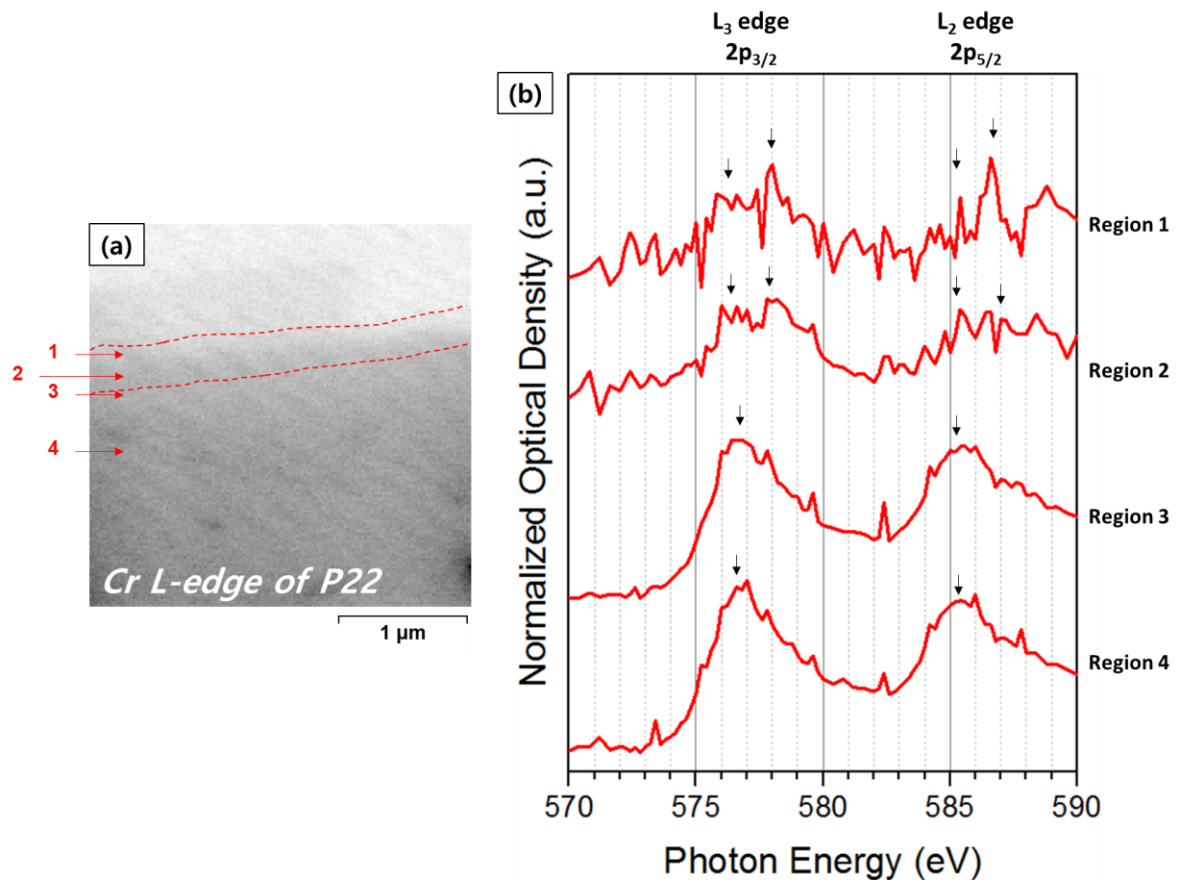 L₃ edge
2p₃/₂
L₂ edge
2p₅/₂
(b)
(a)
1
2
3
4
Cr L-edge of P22
1 μm
Normalized Optical Density (a.u.)
Region 1
Region 2
Region 3
Region 4
570 575 580 585 590
Photon Energy (eV)